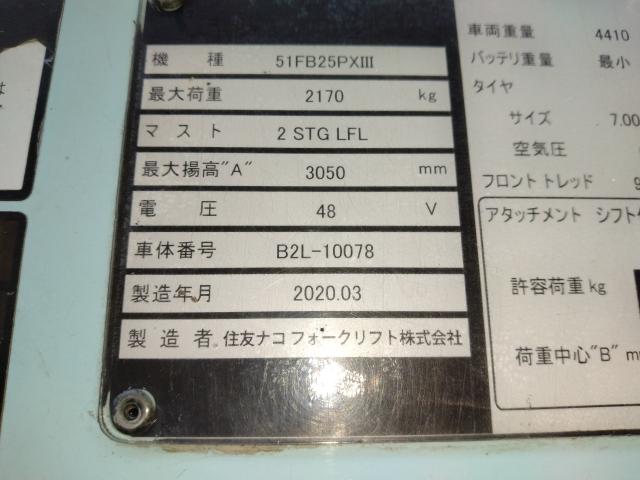 機種 51FB25PXⅢ
最大荷重 2170 kg
マスト 2 STG LFL
最大揚高"A" 3050 mm
電圧 48 V
車体番号 B2L-10078
製造年月 2020.03
製造者 住友ナコ フォークリフト株式会社
車両重量 4410
バッテリ重量 最小
タイヤ
サイズ 7.00
空気圧
フロントトレッド 9
アタッチメント シフト
許容荷重 kg
荷重中心"B" m
は